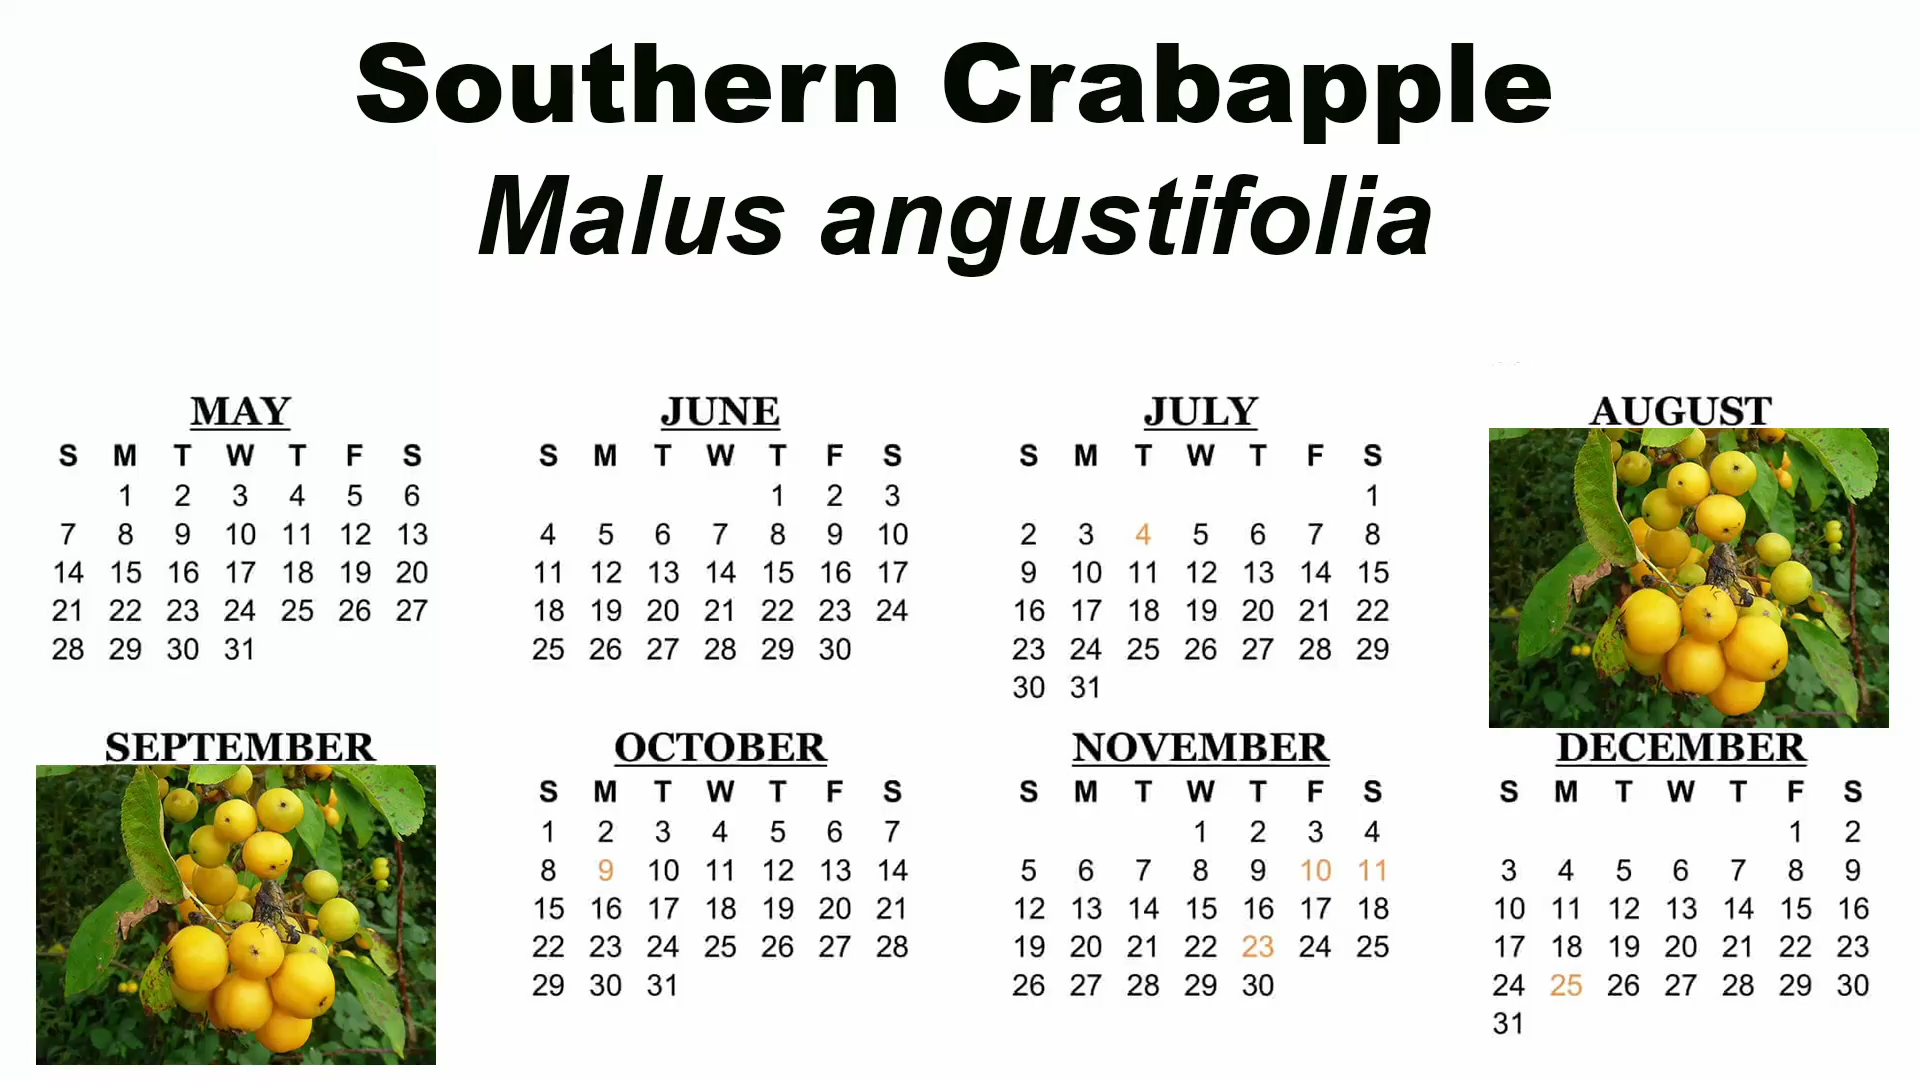 Southern Crabapple
Malus angustifolia
MAY
S M T W T F S
1 2 3 4 5 6
7 8 9 10 11 12 13
14 15 16 17 18 19 20
21 22 23 24 25 26 27
28 29 30 31
JUNE
S M T W T F S
1 2 3
4 5 6 7 8 9 10
11 12 13 14 15 16 17
18 19 20 21 22 23 24
25 26 27 28 29 30
JULY
S M T W T F S
1
2 3 4 5 6 7 8
9 10 11 12 13 14 15
16 17 18 19 20 21 22
23 24 25 26 27 28 29
30 31
AUGUST
SEPTEMBER
OCTOBER
S M T W T F S
1 2 3 4 5 6 7
8 9 10 11 12 13 14
15 16 17 18 19 20 21
22 23 24 25 26 27 28
29 30 31
NOVEMBER
S M T W T F S
1 2 3 4
5 6 7 8 9 10 11
12 13 14 15 16 17 18
19 20 21 22 23 24 25
26 27 28 29 30
DECEMBER
S M T W T F S
1 2
3 4 5 6 7 8 9
10 11 12 13 14 15 16
17 18 19 20 21 22 23
24 25 26 27 28 29 30
31